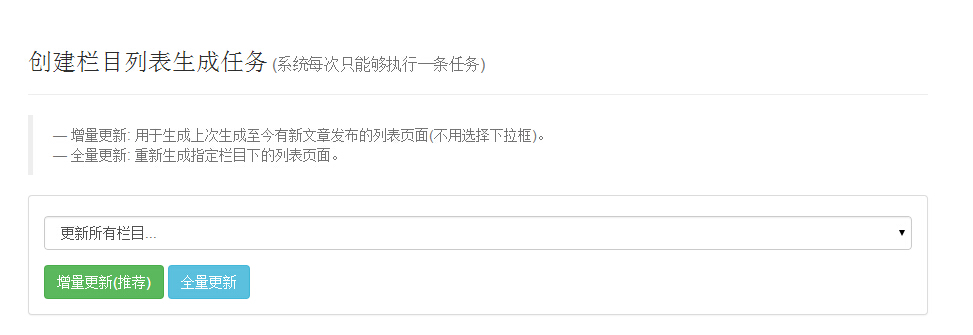 创建栏目列表生成任务 (系统每次只能够执行一条任务)
— 增量更新: 用于生成上次生成至今有新文章发布的列表页面(不用选择下拉框)。
— 全量更新: 重新生成指定栏目下的列表页面。
更新所有栏目...
增量更新(推荐) 全量更新